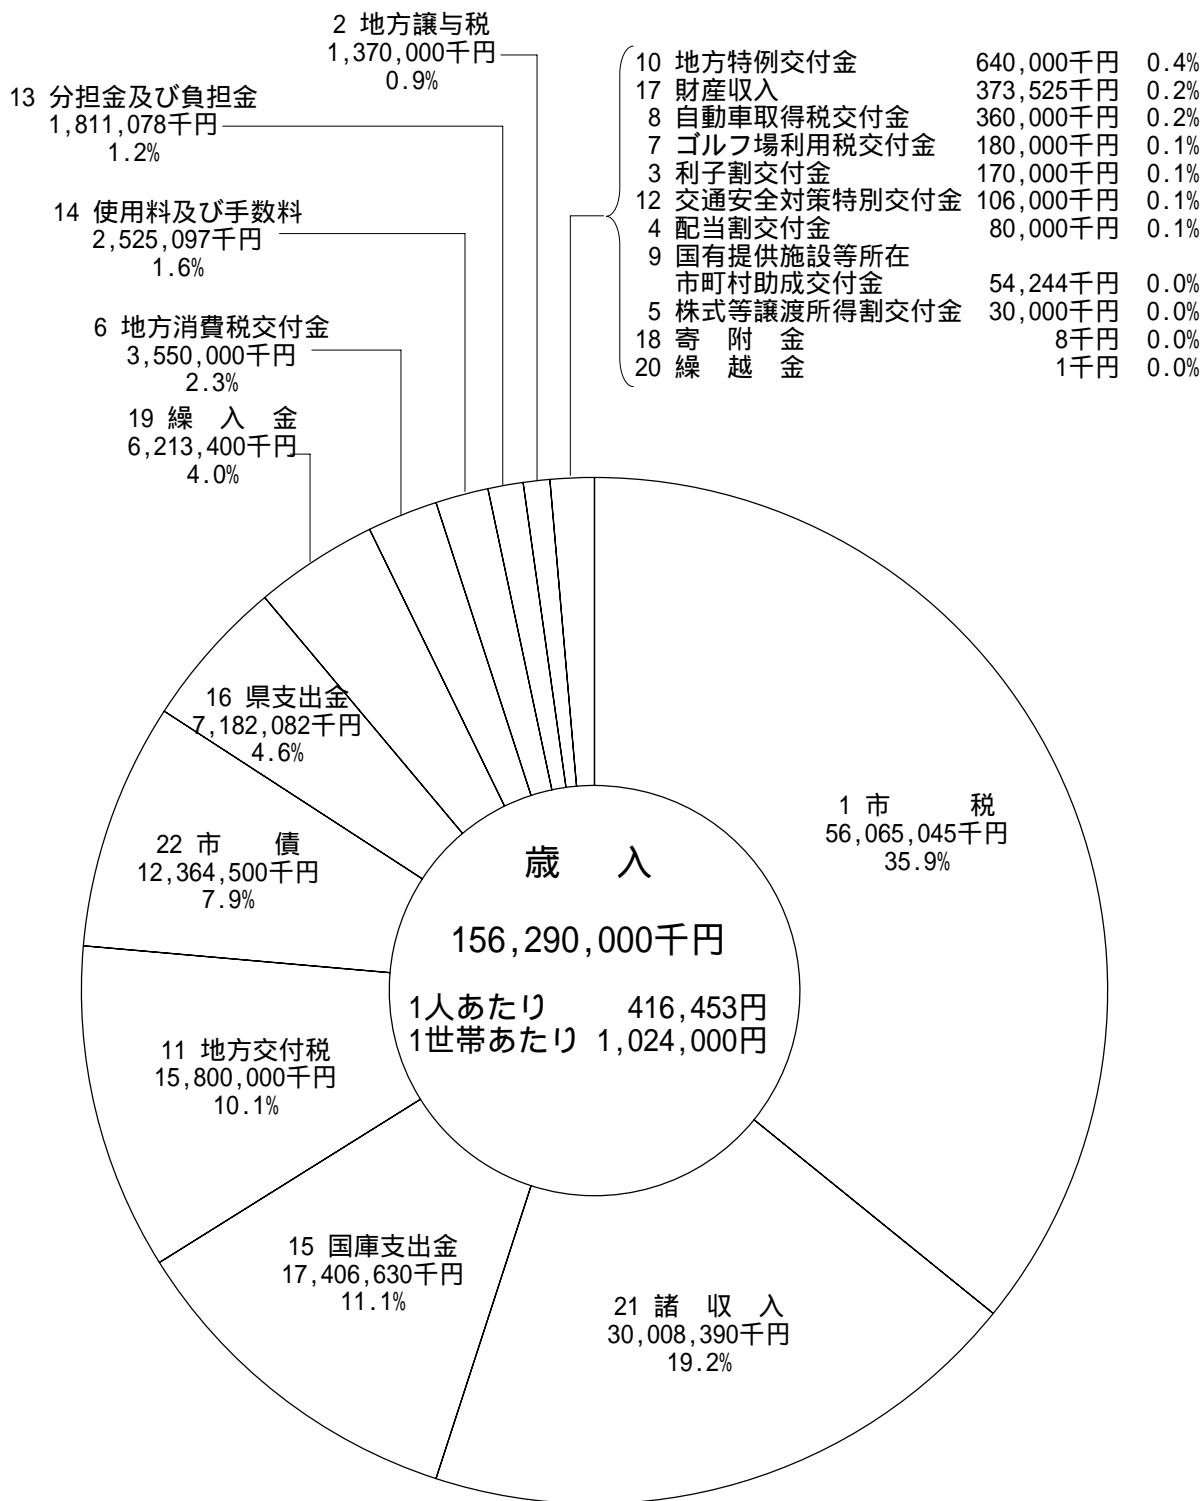 2 地方譲与税
1,370,000千円
0.9%
13 分担金及び負担金
1,811,078千円
1.2%
14 使用料及び手数料
2,525,097千円
1.6%
6 地方消費税交付金
3,550,000千円
2.3%
19 繰 入 金
6,213,400千円
4.0%
10 地方特例交付金 640,000千円 0.4%
17 財産収入 373,525千円 0.2%
8 自動車取得税交付金 360,000千円 0.2%
7 ゴルフ場利用税交付金 180,000千円 0.1%
3 利子割交付金 170,000千円 0.1%
12 交通安全対策特別交付金 106,000千円 0.1%
4 配当割交付金 80,000千円 0.1%
9 国有提供施設等所在
市町村助成交付金 54,244千円 0.0%
5 株式等譲渡所得割交付金 30,000千円 0.0%
18 寄 附 金 8千円 0.0%
20 繰 越 金 1千円 0.0%
16 県支出金
7,182,082千円
4.6%
22 市 債
12,364,500千円
7.9%
11 地方交付税
15,800,000千円
10.1%
15 国庫支出金
17,406,630千円
11.1%
21 諸 収 入
30,008,390千円
19.2%
1 市 税
56,065,045千円
35.9%
歳 入
156,290,000千円
1人あたり 416,453円
1世帯あたり 1,024,000円